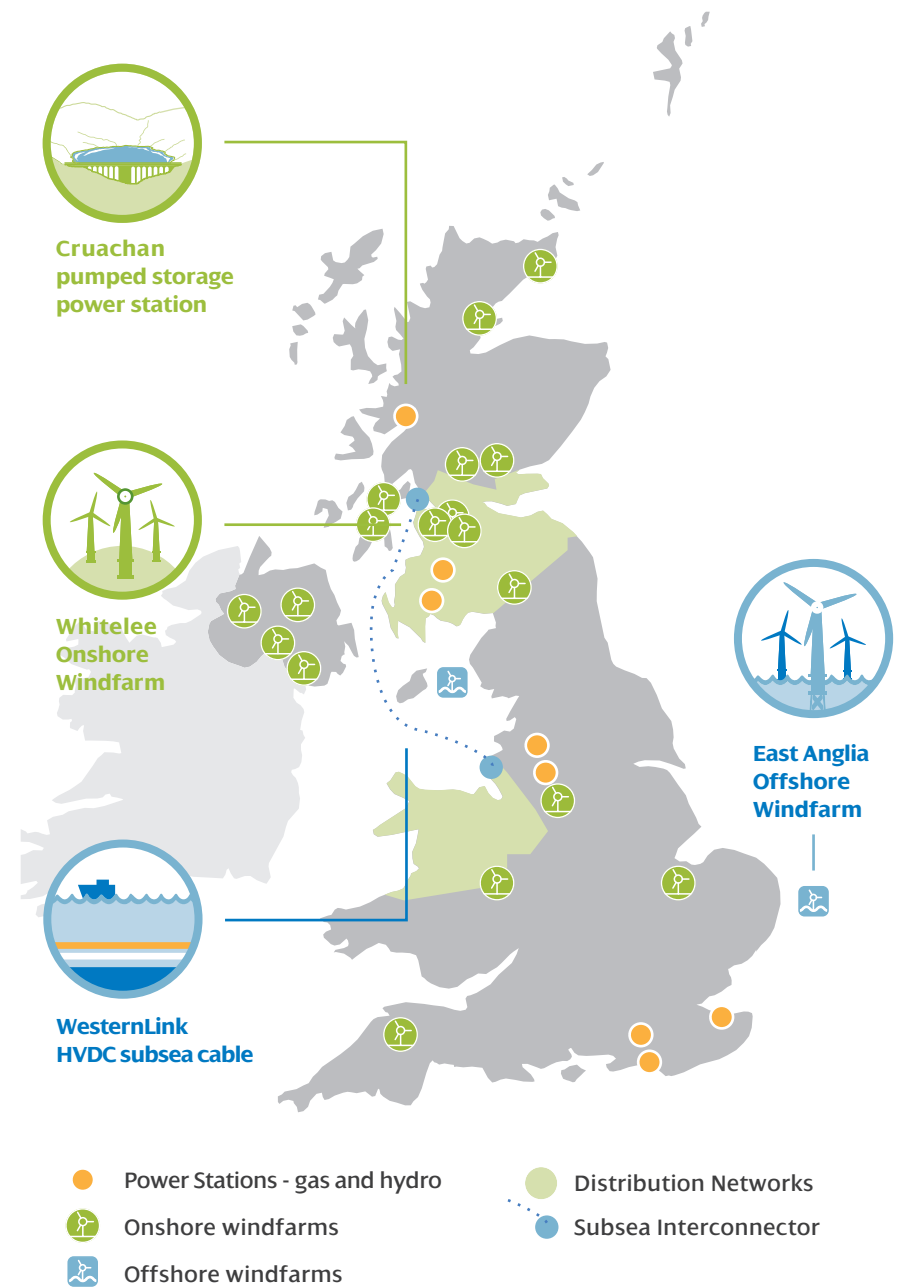 Cruachan
pumped storage
power station
Whitelee
Onshore
Windfarm
East Anglia
Offshore
Windfarm
WesternLink
HVDC subsea cable
Power Stations - gas and hydro
Onshore windfarms
Offshore windfarms
Distribution Networks
Subsea Interconnector